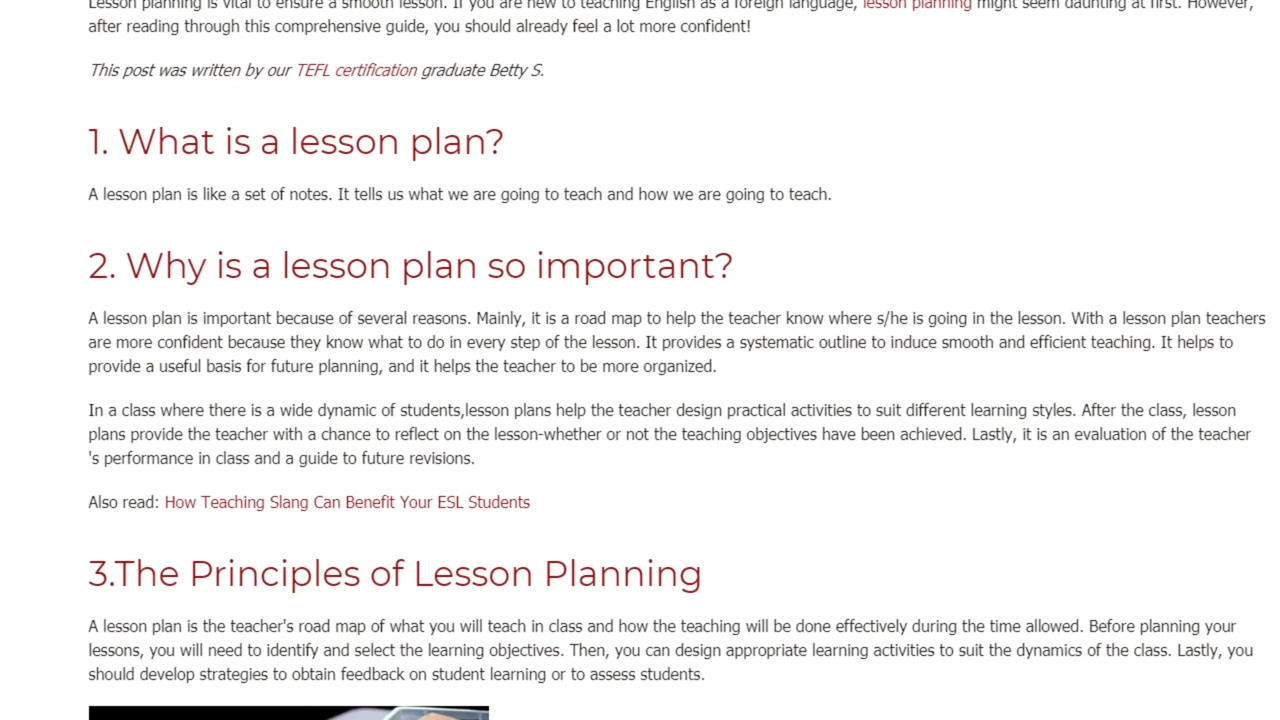 Lesson planning is vital to ensure a smooth lesson. If you are new to teaching English as a foreign language, lesson planning might seem daunting at first. However,
after reading through this comprehensive guide, you should already feel a lot more confident!
This post was written by our TEFL certification graduate Betty S.
1. What is a lesson plan?
A lesson plan is like a set of notes. It tells us what we are going to teach and how we are going to teach.
2. Why is a lesson plan so important?
A lesson plan is important because of several reasons. Mainly, it is a road map to help the teacher know where s/he is going in the lesson. With a lesson plan teachers
are more confident because they know what to do in every step of the lesson. It provides a systematic outline to induce smooth and efficient teaching. It helps to
provide a useful basis for future planning, and it helps the teacher to be more organized.
In a class where there is a wide dynamic of students,lesson plans help the teacher design practical activities to suit different learning styles. After the class, lesson
plans provide the teacher with a chance to reflect on the lesson-whether or not the teaching objectives have been achieved. Lastly, it is an evaluation of the teacher
's performance in class and a guide to future revisions.
Also read: How Teaching Slang Can Benefit Your ESL Students
3.The Principles of Lesson Planning
A lesson plan is the teacher's road map of what you will teach in class and how the teaching will be done effectively during the time allowed. Before planning your
lessons, you will need to identify and select the learning objectives. Then, you can design appropriate learning activities to suit the dynamics of the class. Lastly, you
should develop strategies to obtain feedback on student learning or to assess students.